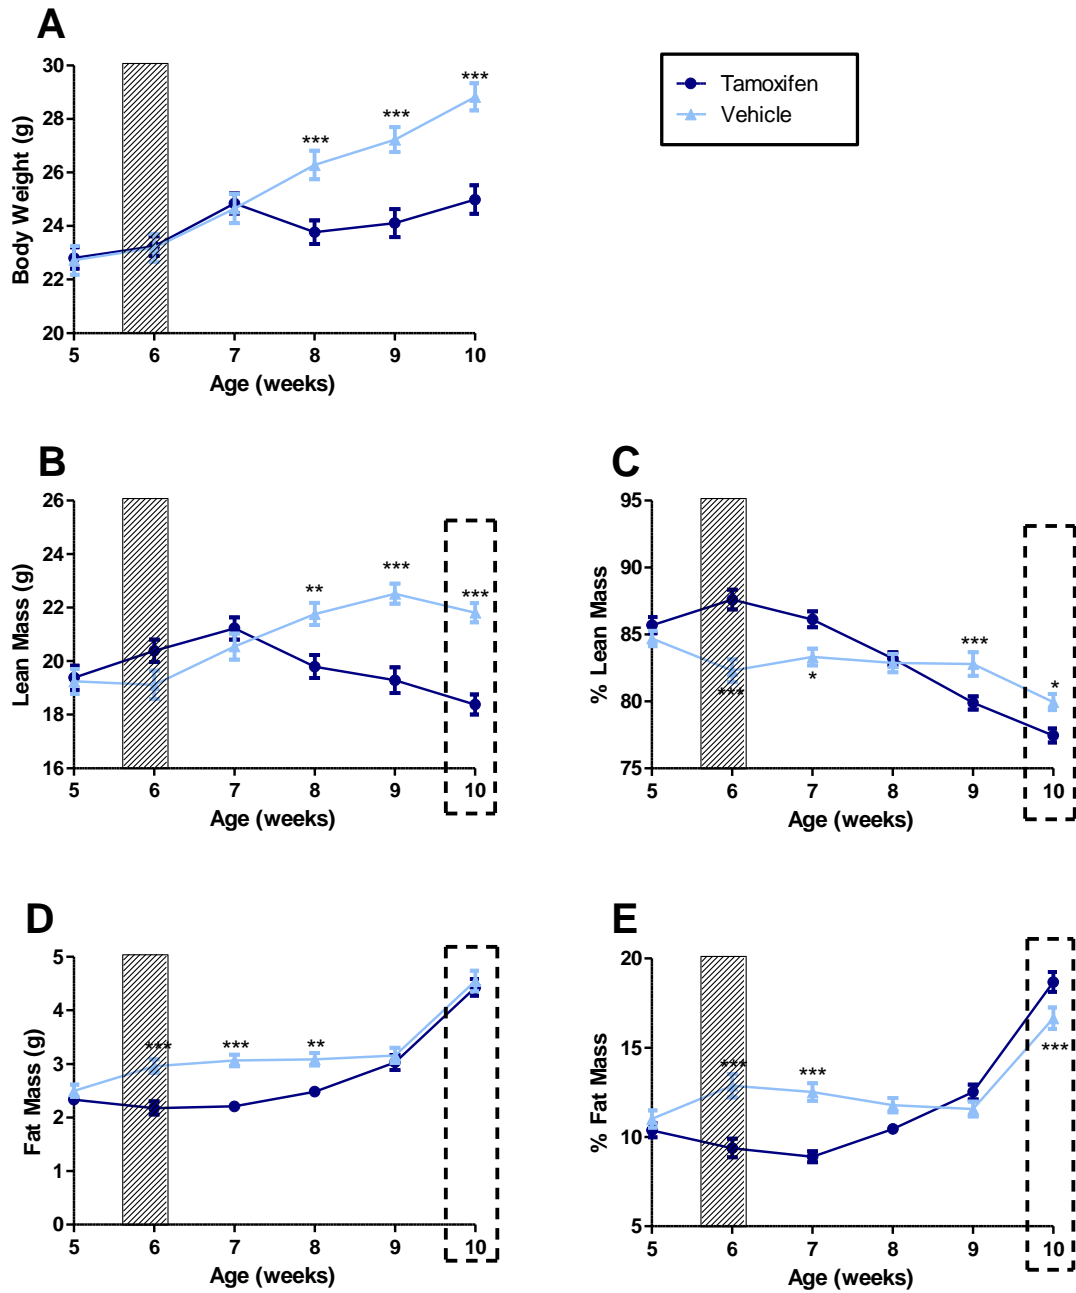 A
Body Weight (g)
30
28
26
24
22
20
***
***
***
5 6 7 8 9 10
Age (weeks)
Tamoxifen
Vehicle
B
Lean Mass (g)
26
24
22
20
18
16
**
***
***
5 6 7 8 9 10
Age (weeks)
C
% Lean Mass
95
90
85
80
75
***
*
***
*
5 6 7 8 9 10
Age (weeks)
D
Fat Mass (g)
5
4
3
2
1
0
***
***
**
5 6 7 8 9 10
Age (weeks)
E
% Fat Mass
20
15
10
5
***
***
***
5 6 7 8 9 10
Age (weeks)